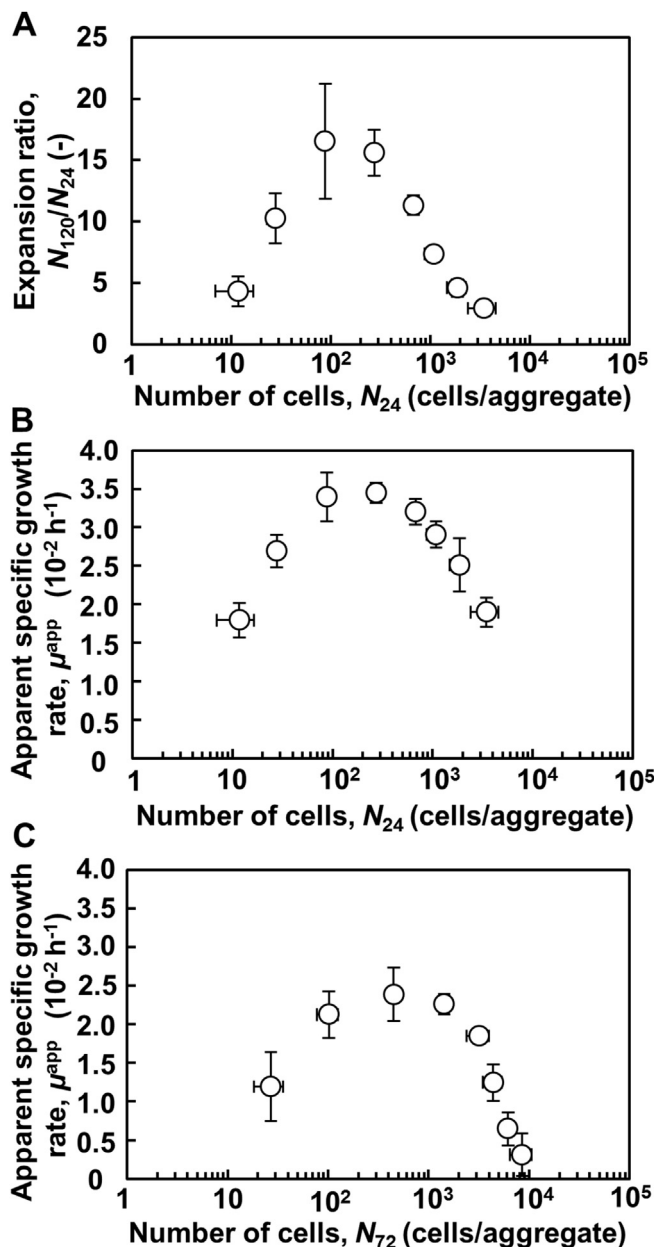 A
25
20
15
10
5
0
Expansion ratio,
N₁₂₀/N₂₄ (-)
1 10 10² 10³ 10⁴ 10⁵
Number of cells, N₂₄ (cells/aggregate)
B
4.0
3.5
3.0
2.5
2.0
1.5
1.0
0.5
0
Apparent specific growth
rate, μᵃᵖᵖ (10⁻² h⁻¹)
1 10 10² 10³ 10⁴ 10⁵
Number of cells, N₂₄ (cells/aggregate)
C
4.0
3.5
3.0
2.5
2.0
1.5
1.0
0.5
0
Apparent specific growth
rate, μᵃᵖᵖ (10⁻² h⁻¹)
1 10 10² 10³ 10⁴ 10⁵
Number of cells, N₇₂ (cells/aggregate)